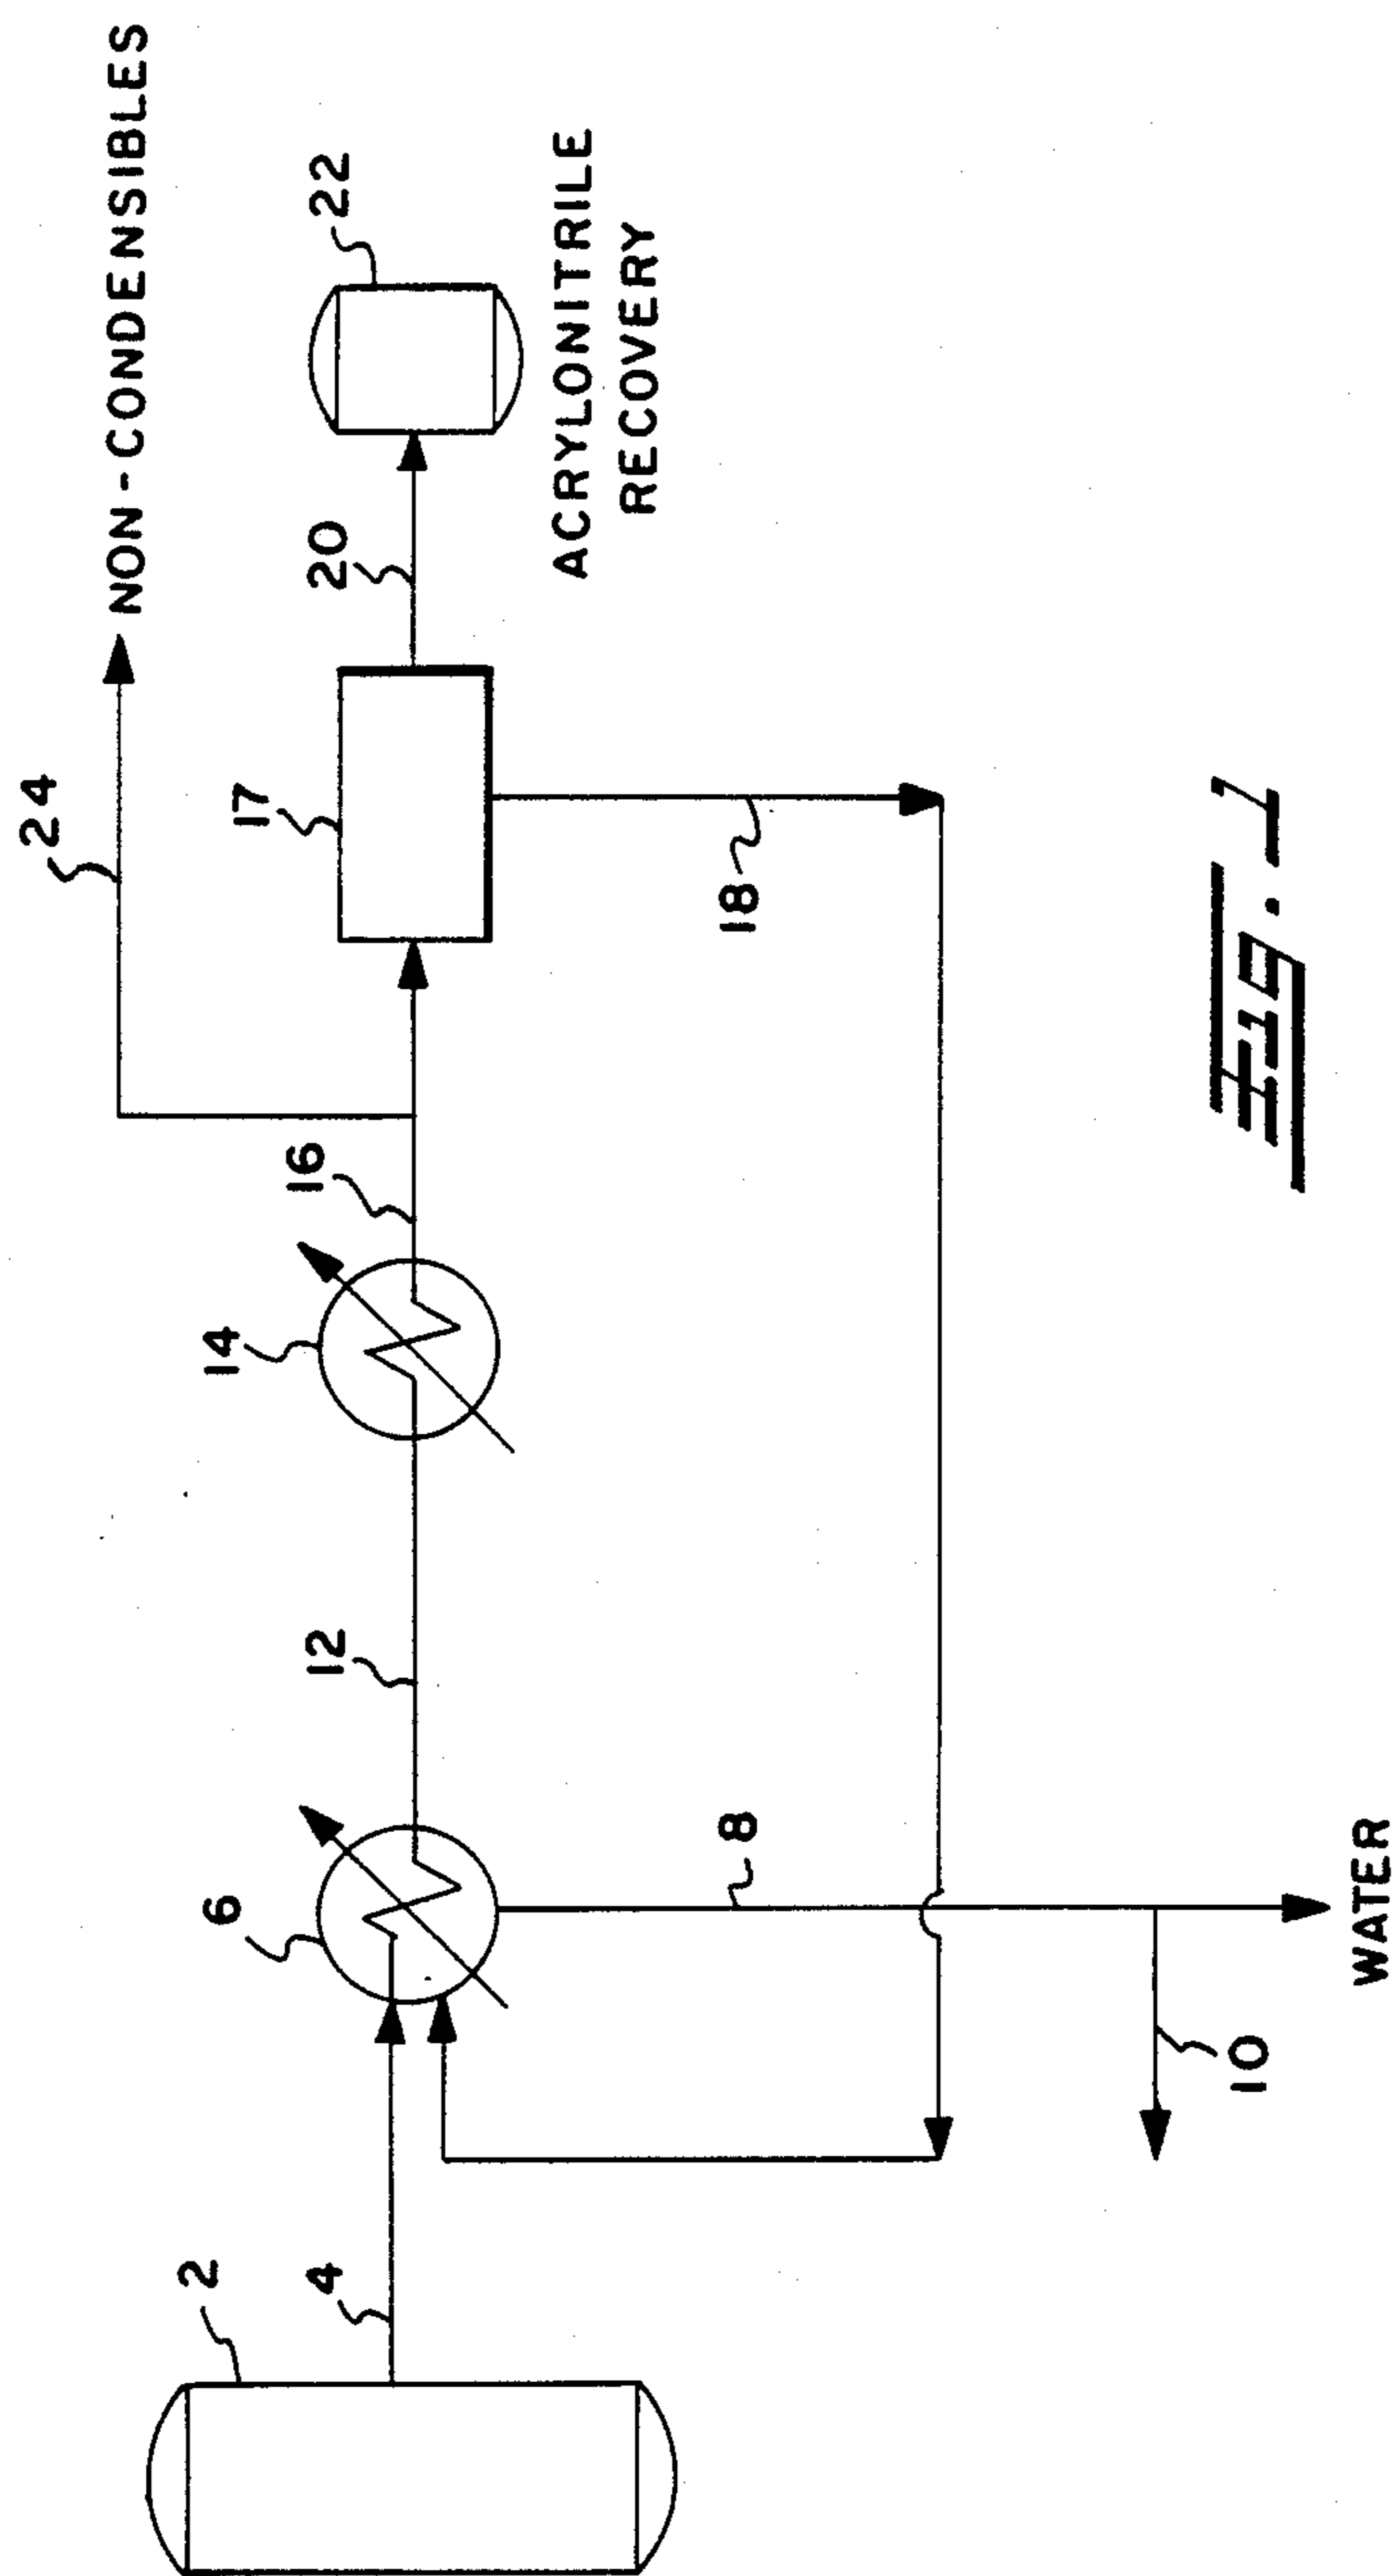 24
NON-CONDENSIBLES
2
4
6
12
14
16
17
20
22
ACRYLONITRILE
RECOVERY
18
8
10
WATER
Fig. 1